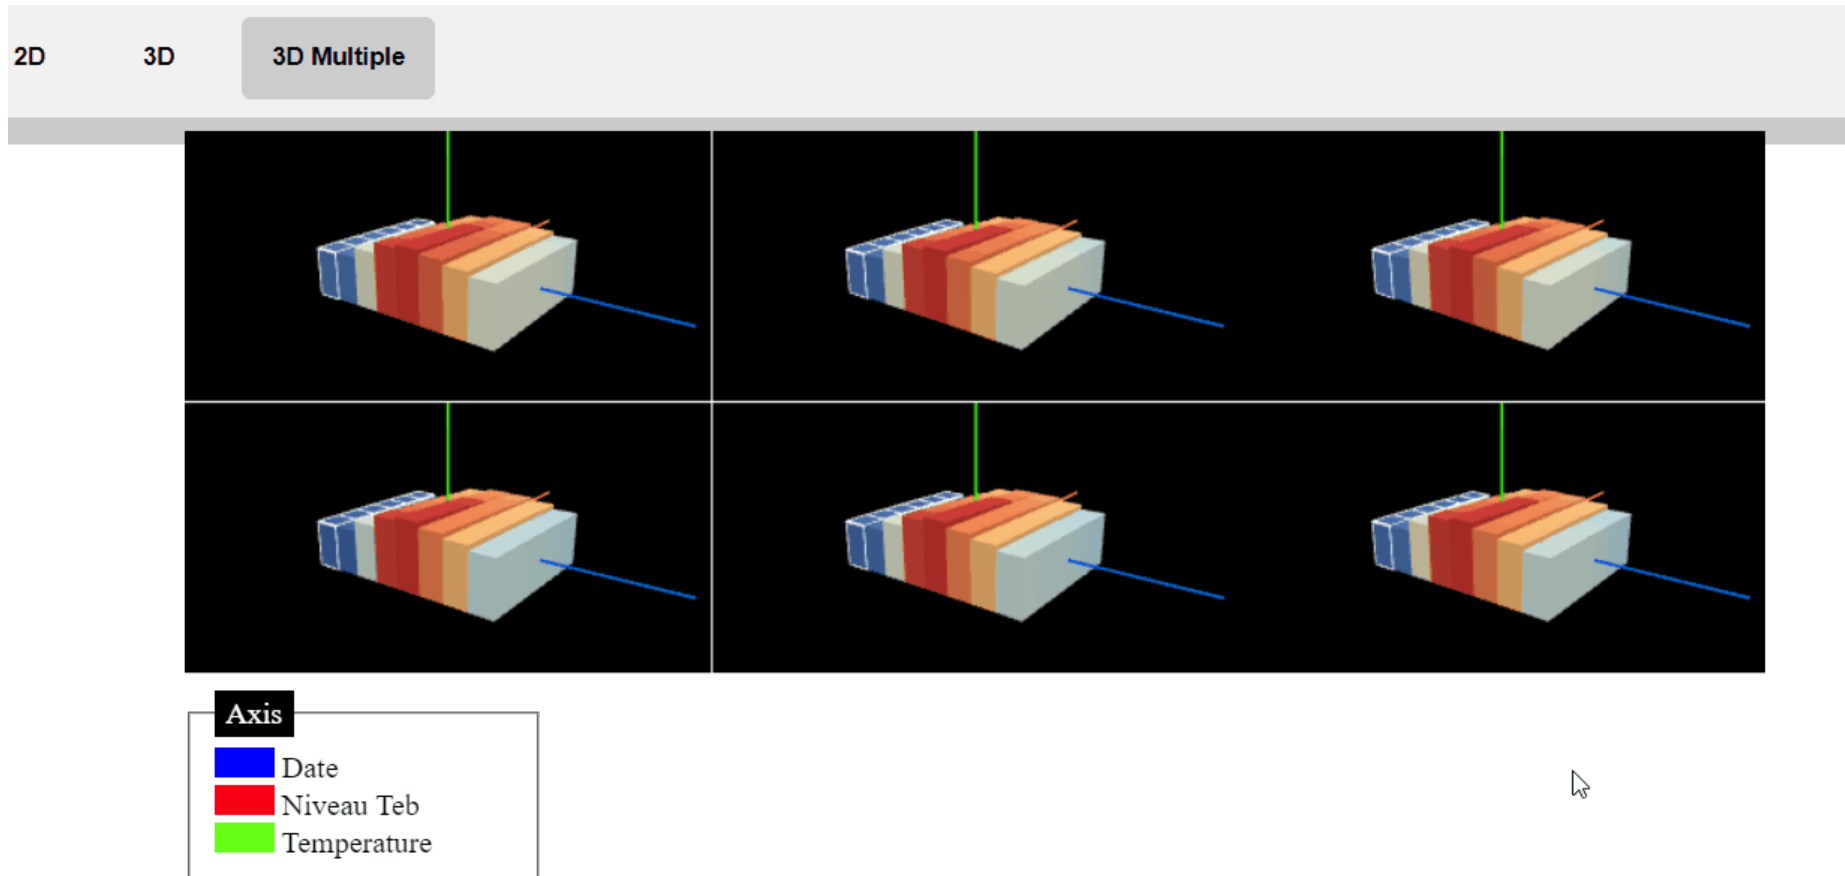 2D 3D 3D Multiple
Axis
Date
Niveau Teb
Temperature